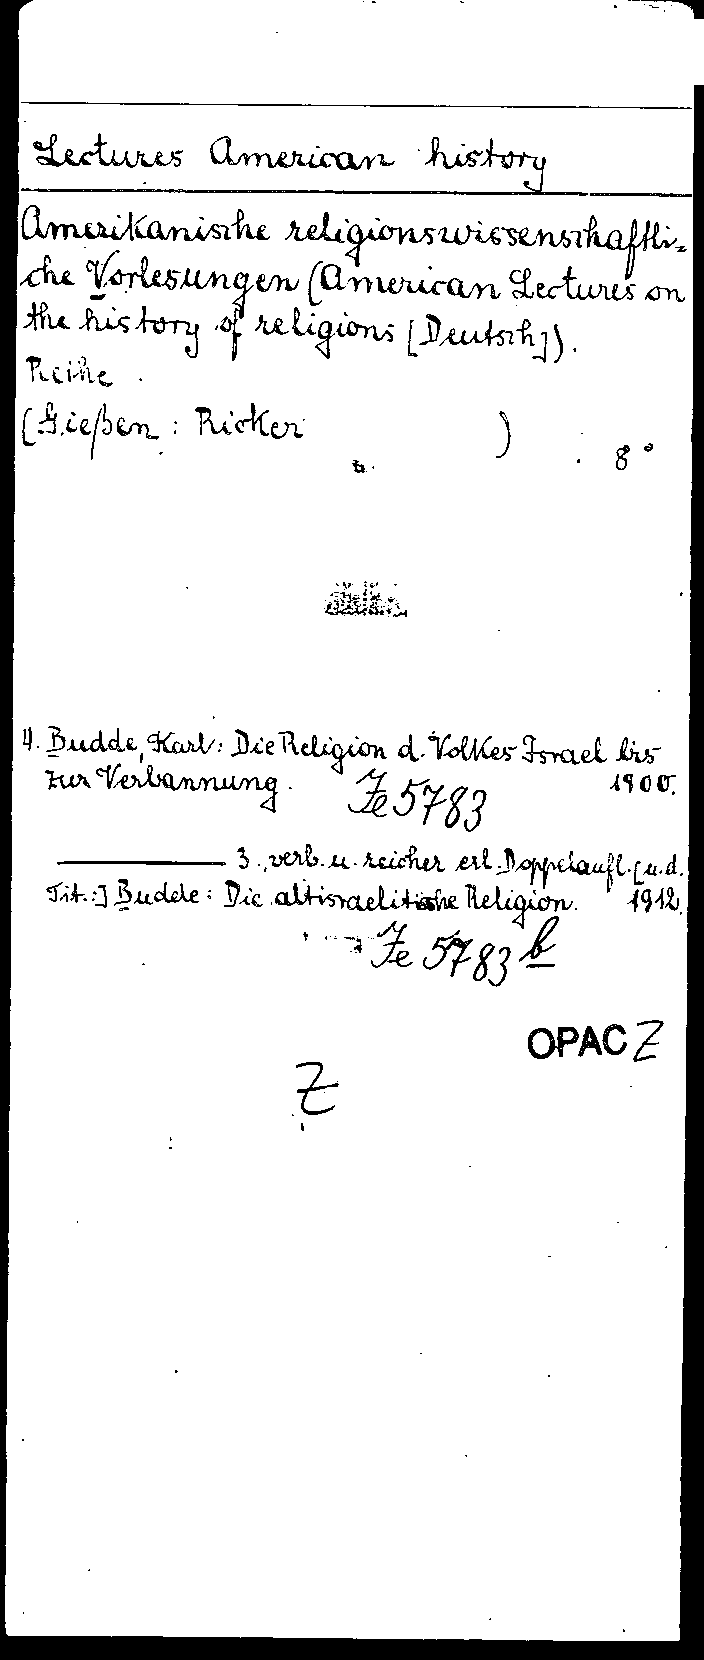 Lectures American history
Amerikanische religionswissenschaftli-
che Vorlesungen (American Lectures on
the history of religions [Deutsch]).
Reihe .
(Gießen : Ricker ) . 8°
4. Budde, Karl: Die Religion d. Volkes Israel bis
zur Verbannung. 1900.
Ze 5783
——— 3., verb. u. reicher erl. Doppelaufl. [u.d.
Tit.:] Budde: Die altisraelitische Religion. 1912.
Ze 5783 b
OPAC Z
Z